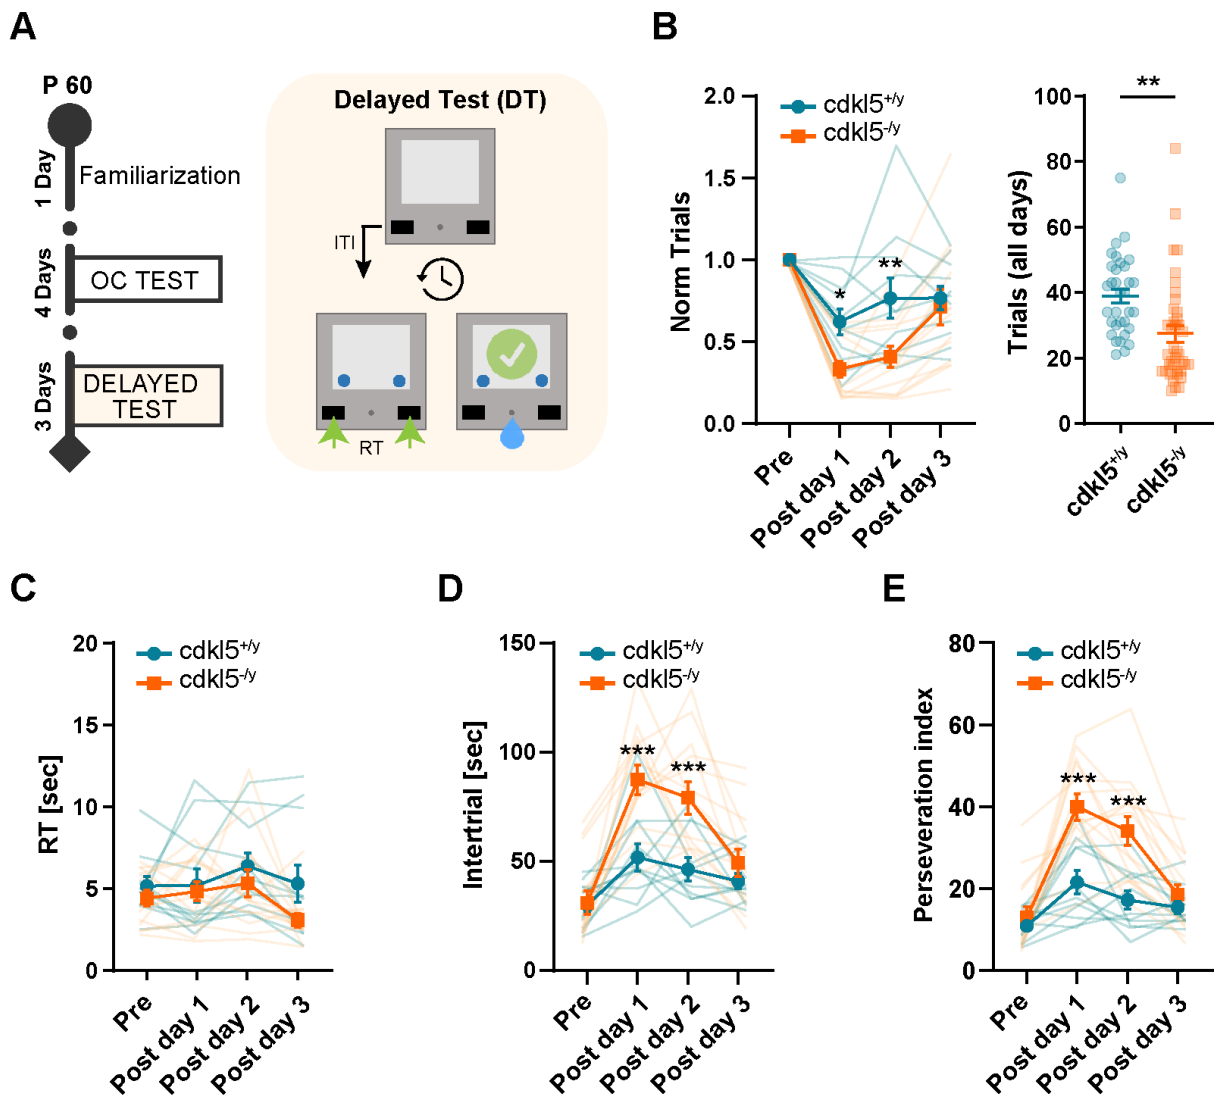 A
P 60
1 Day
Familiarization
4 Days
OC TEST
3 Days
DELAYED
TEST
Delayed Test (DT)
ITI
RT
B
Norm Trials
2.0
1.5
1.0
0.5
0.0
cdkl5+/y
cdkl5-/y
*
**
Pre
Post day 1
Post day 2
Post day 3
Trials (all days)
100
80
60
40
20
0
**
cdkl5+/y
cdkl5-/y
C
RT [sec]
20
15
10
5
0
cdkl5+/y
cdkl5-/y
Pre
Post day 1
Post day 2
Post day 3
D
Intertrial [sec]
150
100
50
0
cdkl5+/y
cdkl5-/y
***
***
Pre
Post day 1
Post day 2
Post day 3
E
Perseveration index
80
60
40
20
0
cdkl5+/y
cdkl5-/y
***
***
Pre
Post day 1
Post day 2
Post day 3